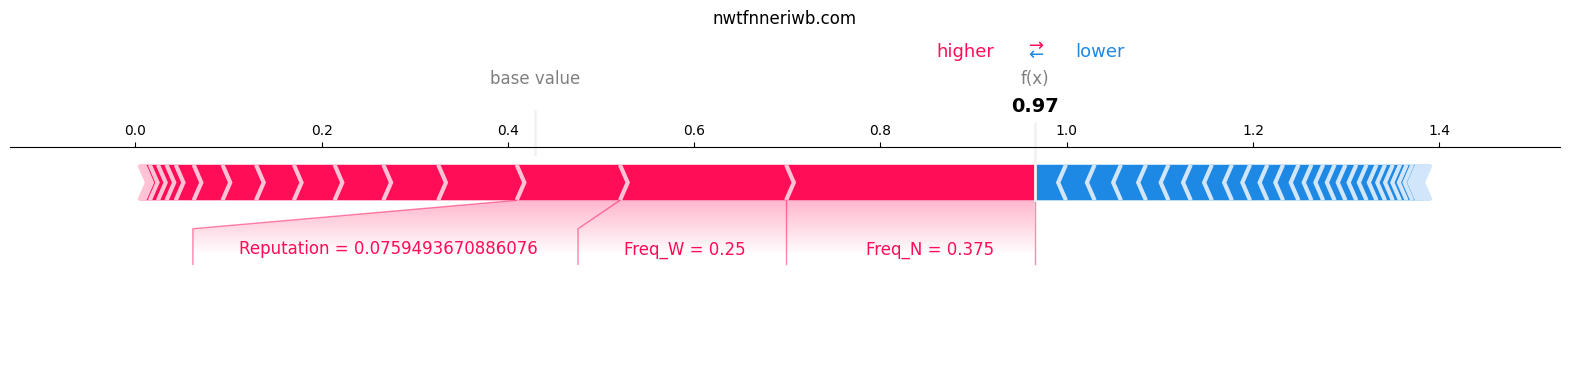 nwtfnneriwb.com
higher → ← lower
base value f(x)
0.97
0.0 0.2 0.4 0.6 0.8 1.0 1.2 1.4
Reputation = 0.0759493670886076 Freq_W = 0.25 Freq_N = 0.375